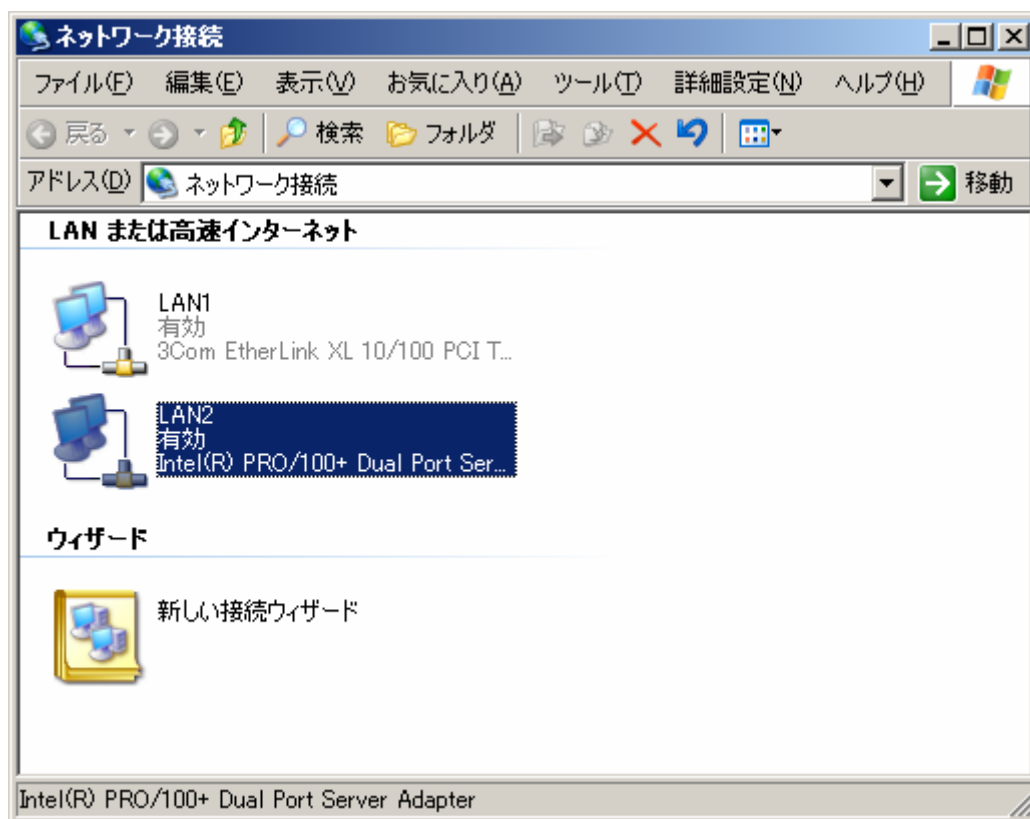 ネットワーク接続
ファイル(F) 編集(E) 表示(V) お気に入り(A) ツール(T) 詳細設定(N) ヘルプ(H)
戻る 検索 フォルダ
アドレス(D) ネットワーク接続 移動
LAN または高速インターネット
LAN1
有効
3Com EtherLink XL 10/100 PCI T...
LAN2
有効
Intel(R) PRO/100+ Dual Port Ser...
ウィザード
新しい接続ウィザード
Intel(R) PRO/100+ Dual Port Server Adapter